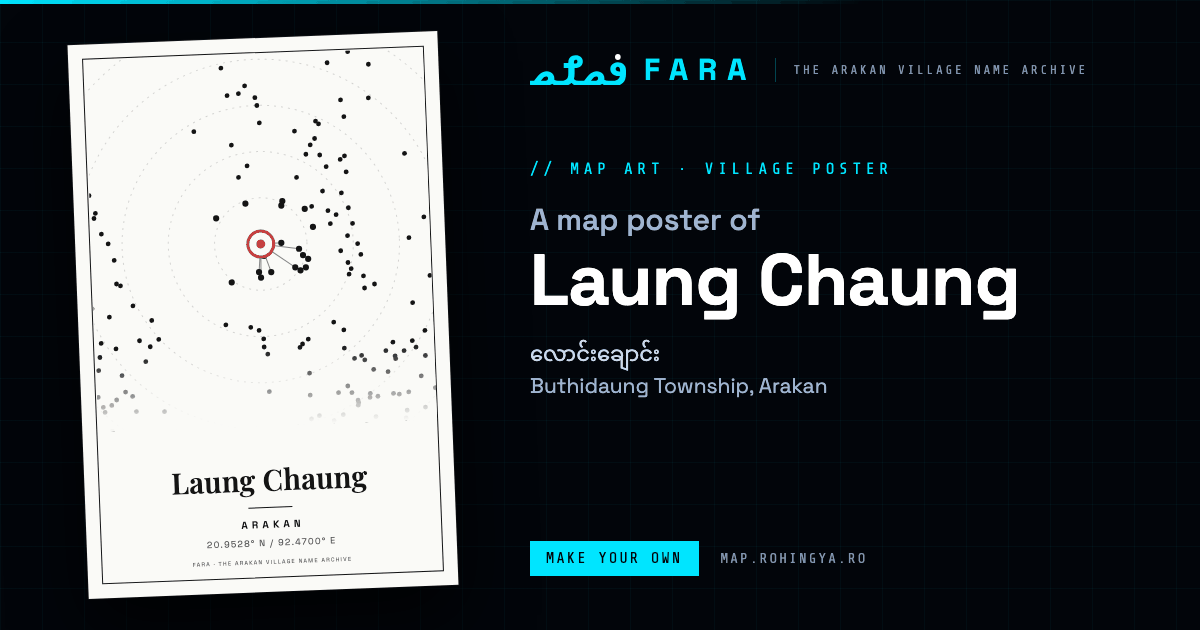 FARA
THE ARAKAN VILLAGE NAME ARCHIVE
// MAP ART · VILLAGE POSTER
A map poster of
Laung Chaung
လောင်းချောင်း
Buthidaung Township, Arakan
MAKE YOUR OWN
MAP.ROHINGYA.RO
Laung Chaung
ARAKAN
20.9528° N / 92.4700° E
FARA · THE ARAKAN VILLAGE NAME ARCHIVE